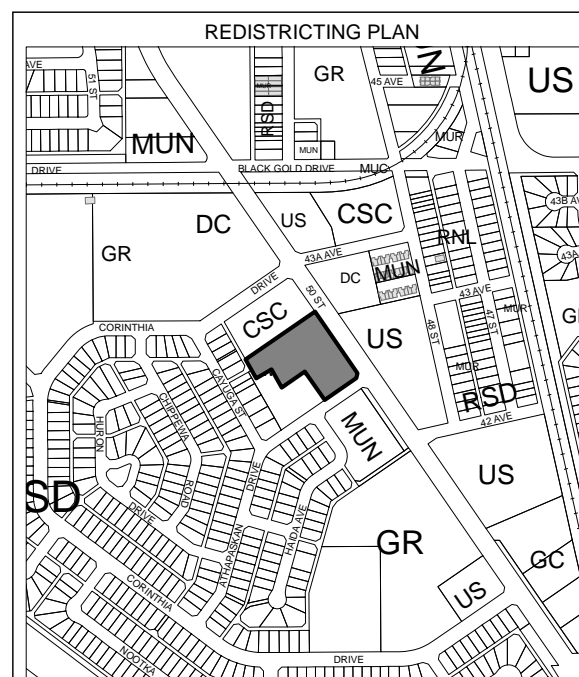 REDISTRICTING PLAN
AVE
51 ST
MUN
RSD
MUR
GR
45 AVE
US
MUN
MUR
DRIVE
BLACK GOLD DRIVE
MUC
43B AV
DC
US
CSC
GR
43A AVE
RNL
43A
DC
MUN
DRIVE
50 ST
43 AVE
CSC
CORINTHIA
US
48 ST
47 ST
MUR
MUR
CAYUGA ST
CHIPPEWA
RSD
HURON
MUN
42 AVE
DRIVE
ROAD
US
SD
DRIVE
HAIDA AVE
GR
ATHAPASKAN
GC
CORINTHIA
US
NOOTKA
DRIVE